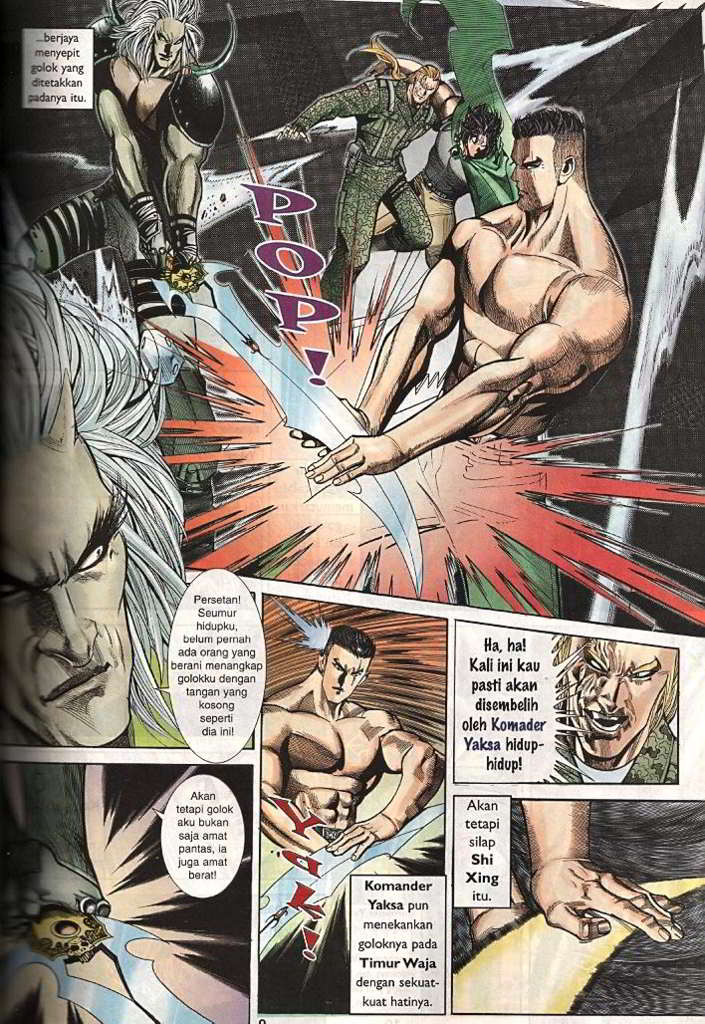 ...berjaya
menyepit
golok yang
ditetakkan
padanya itu.
POP!
Persetan!
Seumur
hidupku,
belum pernah
ada orang yang
berani menangkap
golokku dengan
tangan yang
kosong
seperti
dia ini!
Ha, ha!
Kali ini kau
pasti akan
disembelih
oleh Komader
Yaksa hidup-
hidup!
Akan
tetapi golok
aku bukan
saja amat
pantas, ia
juga amat
berat!
YaK!
Komander
Yaksa pun
menekankan
goloknya pada
Timur Waja
dengan sekuat-
kuat hatinya.
Akan
tetapi
silap
Shi
Xing
itu.